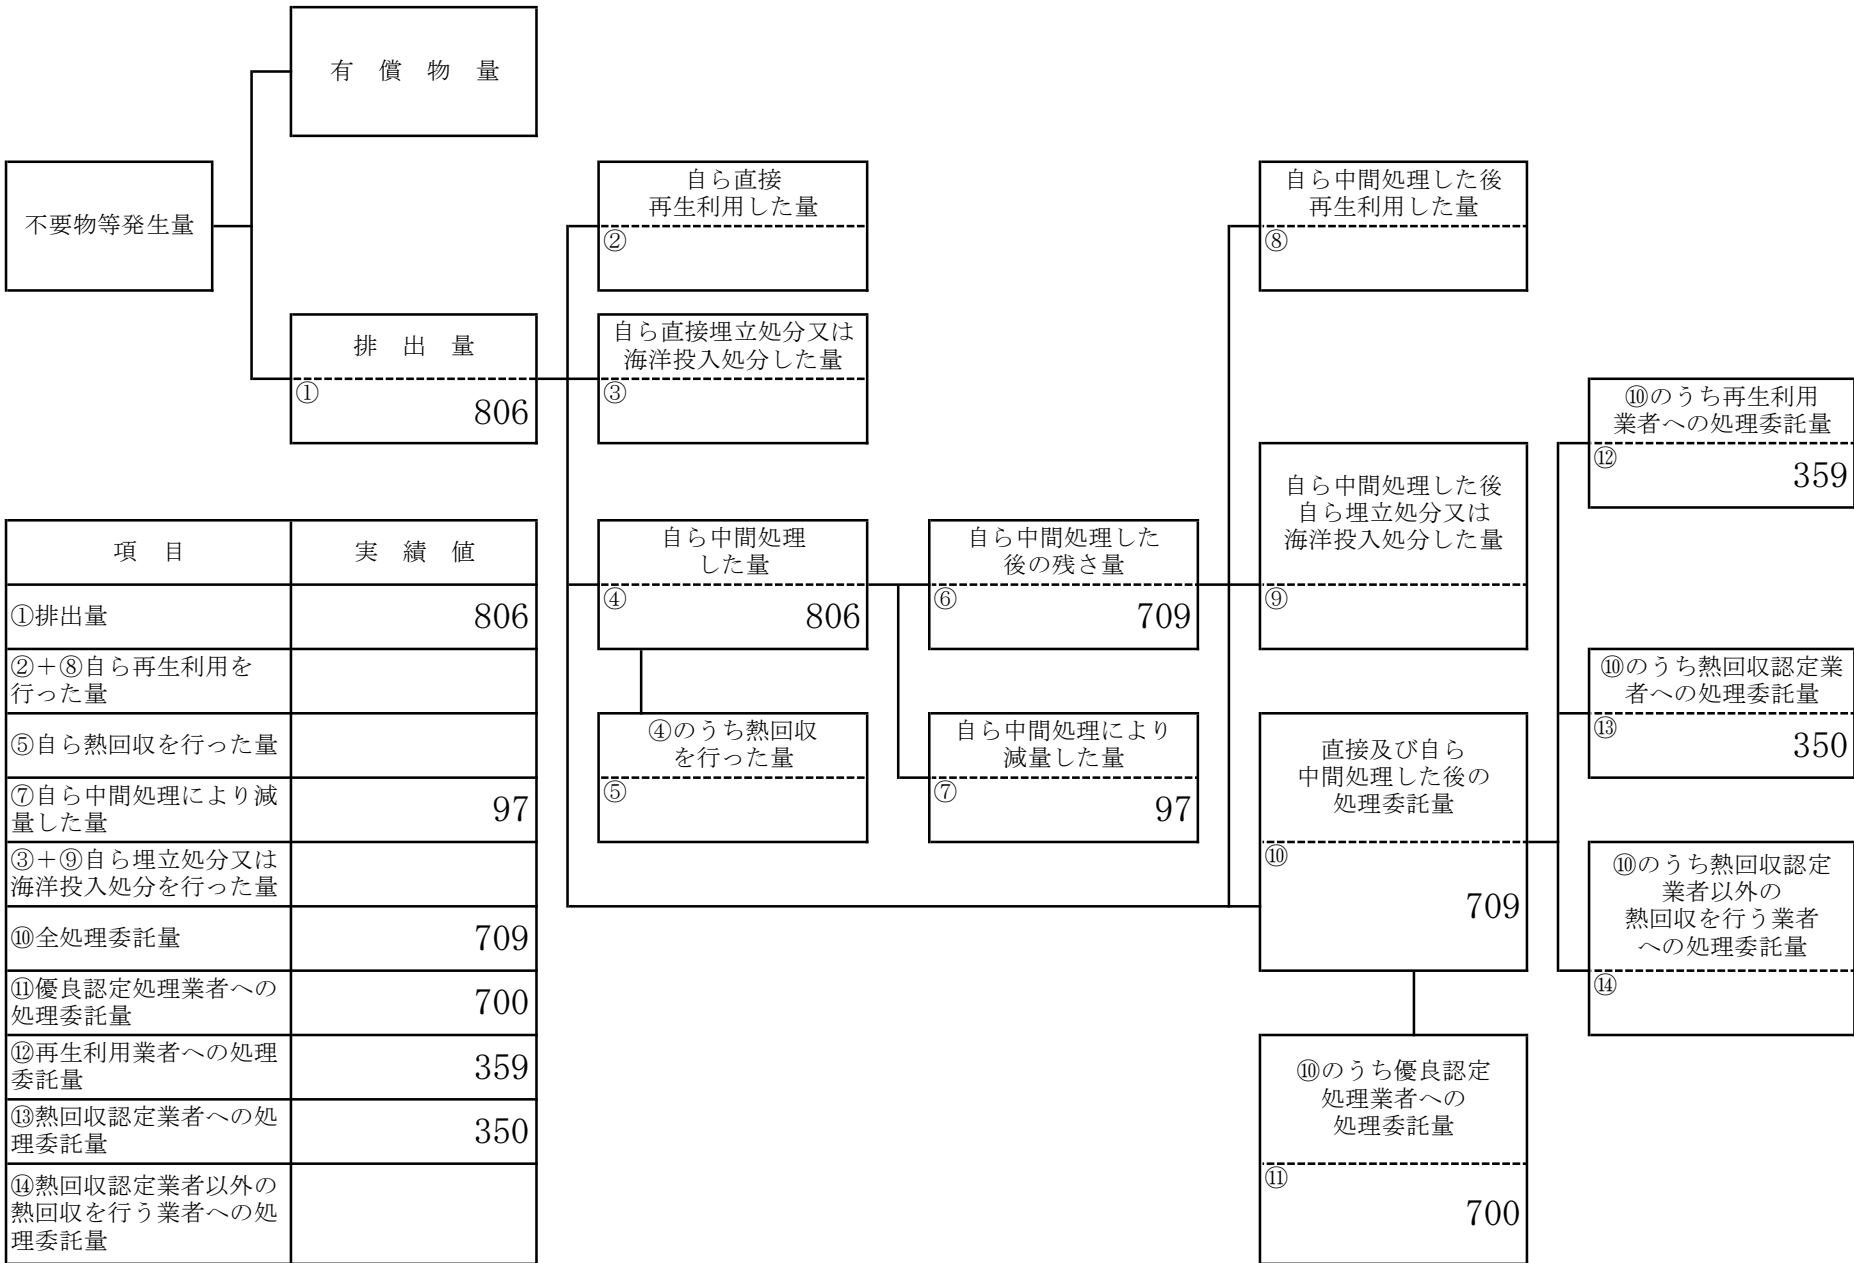 有 償 物 量
不要物等発生量
排 出 量
①
806
自ら直接
再生利用した量
②
自ら直接埋立処分又は
海洋投入処分した量
③
自ら中間処理
した量
④
806
④のうち熱回収
を行った量
⑤
自ら中間処理した
後の残さ量
⑥
709
自ら中間処理により
減量した量
⑦
97
自ら中間処理した後
再生利用した量
⑧
自ら中間処理した後
自ら埋立処分又は
海洋投入処分した量
⑨
直接及び自ら
中間処理した後の
処理委託量
⑩
709
⑩のうち優良認定
処理業者への
処理委託量
⑪
700
⑩のうち再生利用
業者への処理委託量
⑫
359
⑩のうち熱回収認定業
者への処理委託量
⑬
350
⑩のうち熱回収認定
業者以外の
熱回収を行う業者
への処理委託量
⑭
項 目 実 績 値
①排出量 806
②＋⑧自ら再生利用を
行った量
⑤自ら熱回収を行った量
⑦自ら中間処理により減
量した量 97
③＋⑨自ら埋立処分又は
海洋投入処分を行った量
⑩全処理委託量 709
⑪優良認定処理業者への
処理委託量 700
⑫再生利用業者への処理
委託量 359
⑬熱回収認定業者への処
理委託量 350
⑭熱回収認定業者以外の
熱回収を行う業者への処
理委託量